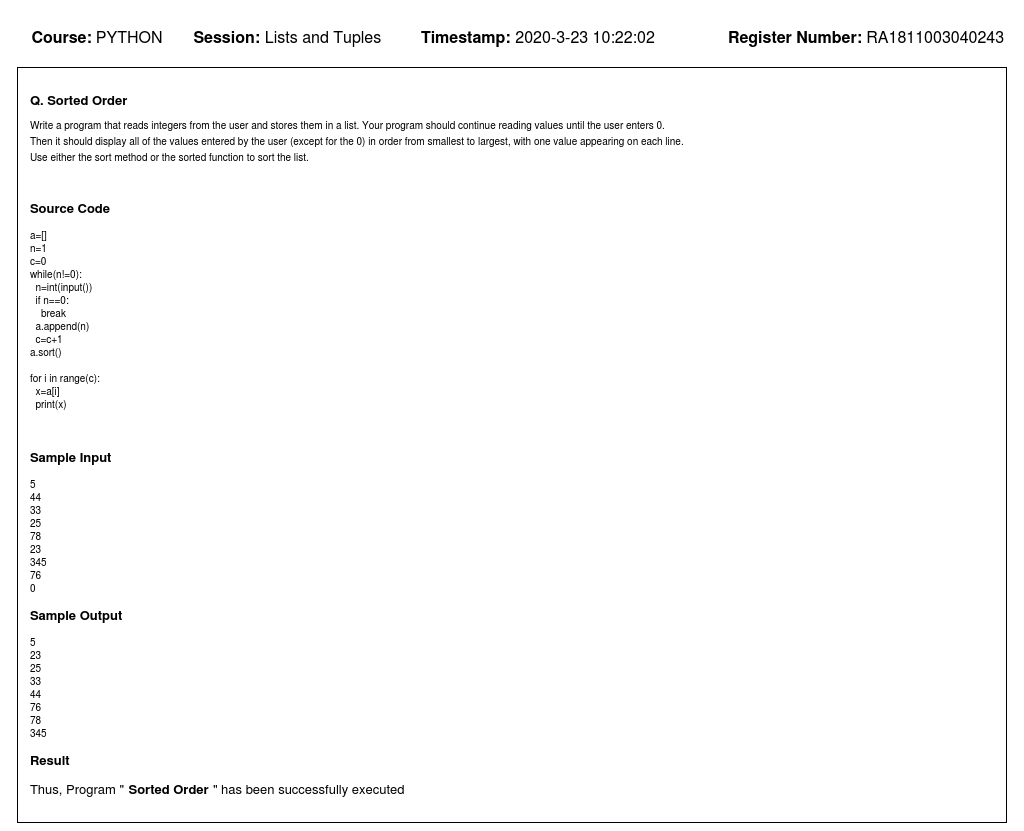 Course: PYTHON Session: Lists and Tuples Timestamp: 2020-3-23 10:22:02 Register Number: RA1811003040243
Q. Sorted Order
Write a program that reads integers from the user and stores them in a list. Your program should continue reading values until the user enters 0.
Then it should display all of the values entered by the user (except for the 0) in order from smallest to largest, with one value appearing on each line.
Use either the sort method or the sorted function to sort the list.
Source Code
a=[]
n=1
c=0
while(n!=0):
  n=int(input())
  if n==0:
    break
  a.append(n)
  c=c+1
a.sort()
for i in range(c):
  x=a[i]
  print(x)
Sample Input
5
44
33
25
78
23
345
76
0
Sample Output
5
23
25
33
44
76
78
345
Result
Thus, Program " Sorted Order " has been successfully executed